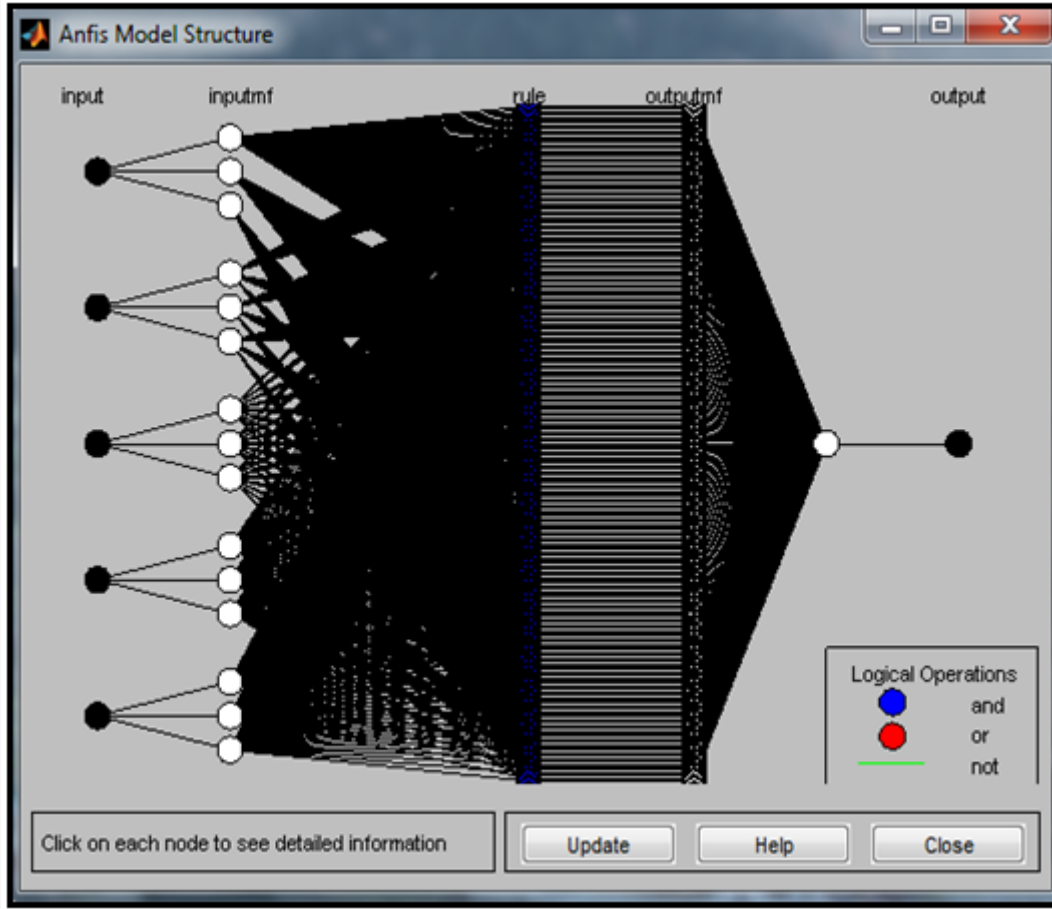 Anfis Model Structure
input inputmf rule outputmf output
Logical Operations
and
or
not
Click on each node to see detailed information
Update Help Close